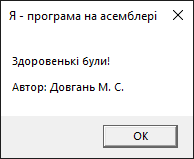 Я - програма на асемблері
Здоровенькі були!
Автор: Довгань М. С.
OK